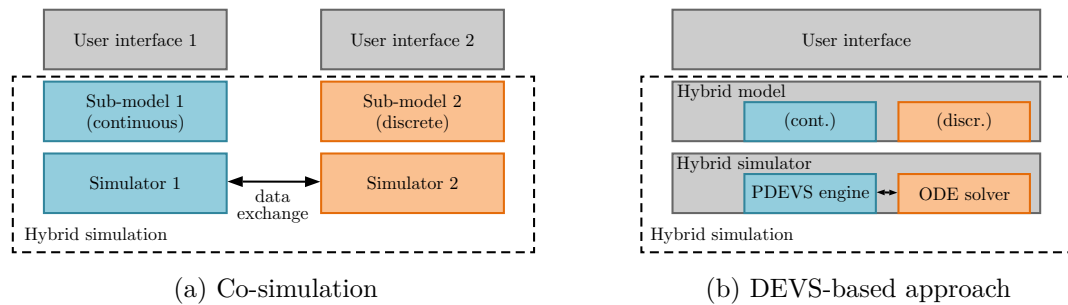 User interface 1
User interface 2
Sub-model 1
(continuous)
Sub-model 2
(discrete)
Simulator 1
data
exchange
Simulator 2
Hybrid simulation
(a) Co-simulation
User interface
Hybrid model
(cont.)
(discr.)
Hybrid simulator
PDEVS engine
ODE solver
Hybrid simulation
(b) DEVS-based approach